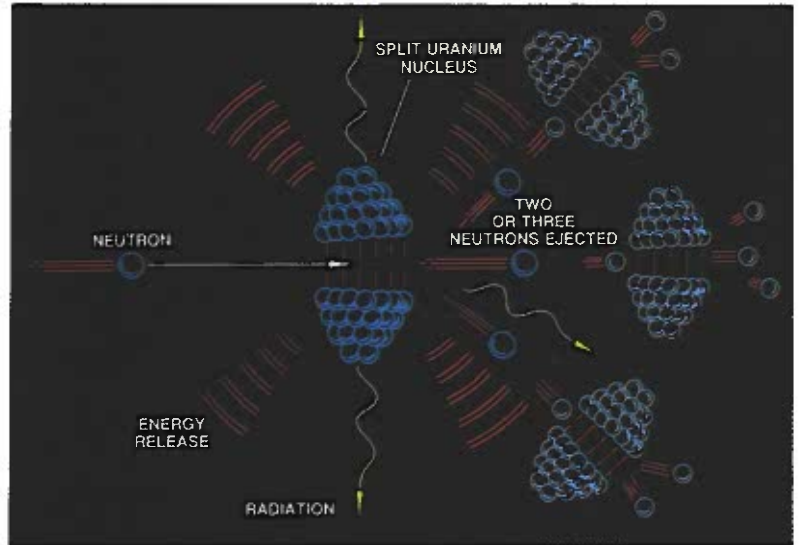 SPLIT URANIUM
NUCLEUS
NEUTRON
TWO
OR THREE
NEUTRONS EJECTED
ENERGY
RELEASE
RADIATION